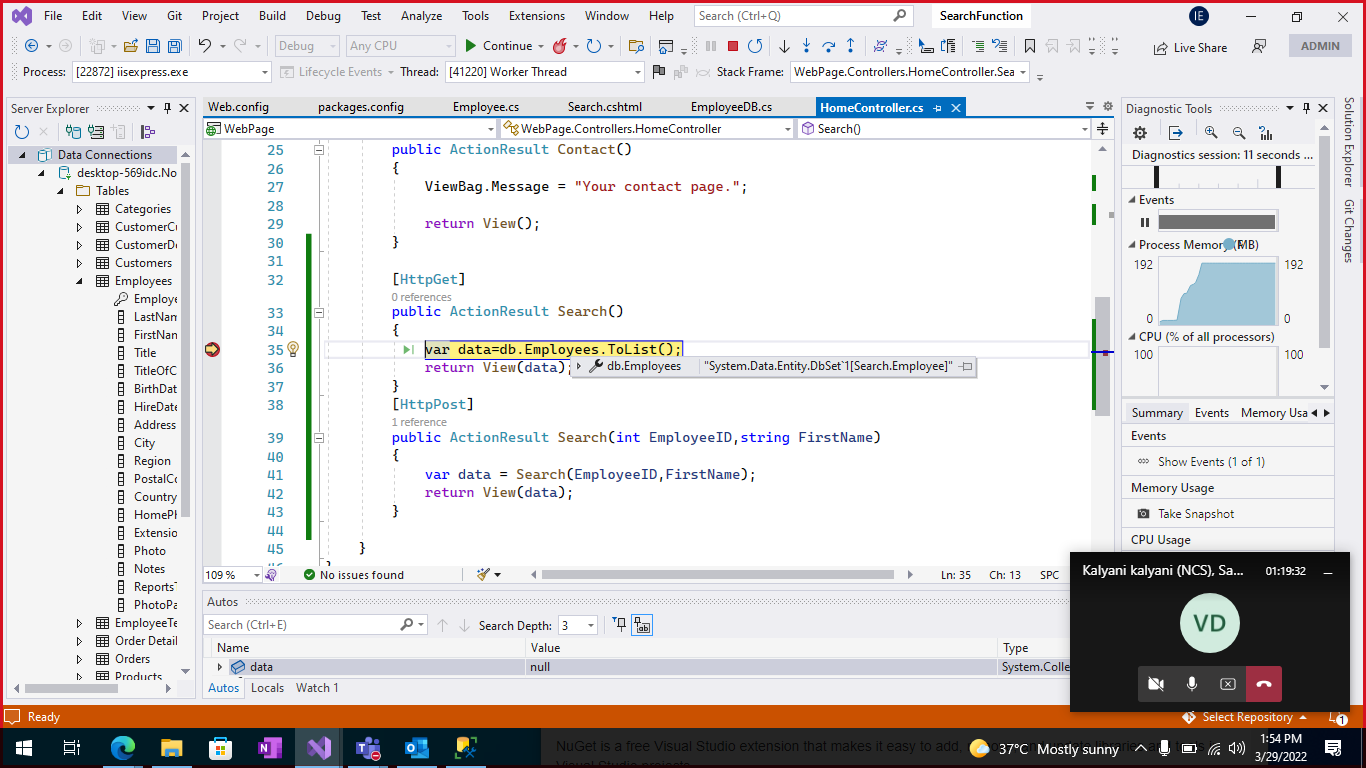 File Edit View Git Project Build Debug Test Analyze Tools Extensions Window Help Search (Ctrl+Q) SearchFunction IE
Debug Any CPU Continue Live Share ADMIN
Process: [22872] iisexpress.exe Lifecycle Events Thread: [41220] Worker Thread Stack Frame: WebPage.Controllers.HomeController.Sea
Server Explorer
Data Connections
desktop-569idc.No
Tables
Categories
CustomerCu
CustomerDe
Customers
Employees
Employe
LastNam
FirstNan
Title
TitleOfC
BirthDat
HireDate
Address
City
Region
PostalCo
Country
HomePh
Extensio
Photo
Notes
ReportsT
PhotoPa
EmployeeTe
Order Detail
Orders
Products
Web.config packages.config Employee.cs Search.cshtml EmployeeDB.cs HomeController.cs
WebPage WebPage.Controllers.HomeController Search()
25 public ActionResult Contact()
26 {
27 ViewBag.Message = "Your contact page.";
28
29 return View();
30 }
31
32 [HttpGet]
0 references
33 public ActionResult Search()
34 {
35 var data=db.Employees.ToList();
36 return View(data);
db.Employees "System.Data.Entity.DbSet`1[Search.Employee]"
37 }
38 [HttpPost]
1 reference
39 public ActionResult Search(int EmployeeID,string FirstName)
40 {
41 var data = Search(EmployeeID,FirstName);
42 return View(data);
43 }
44
45 }
109 % No issues found Ln: 35 Ch: 13 SPC
Autos
Search (Ctrl+E) Search Depth: 3
Name Value Type
data null System.Colle
Autos Locals Watch 1
Diagnostic Tools
Diagnostics session: 11 seconds ...
Events
Process Memory (MB)
192 192
0 0
CPU (% of all processors)
100 100
Summary Events Memory Usa
Events
Show Events (1 of 1)
Memory Usage
Take Snapshot
CPU Usage
Solution Explorer
Git Changes
Kalyani kalyani (NCS), Sa... 01:19:32
VD
Ready Select Repository 1
NuGet is a free Visual Studio extension that makes it easy to add,
37°C Mostly sunny
1:54 PM
3/29/2022